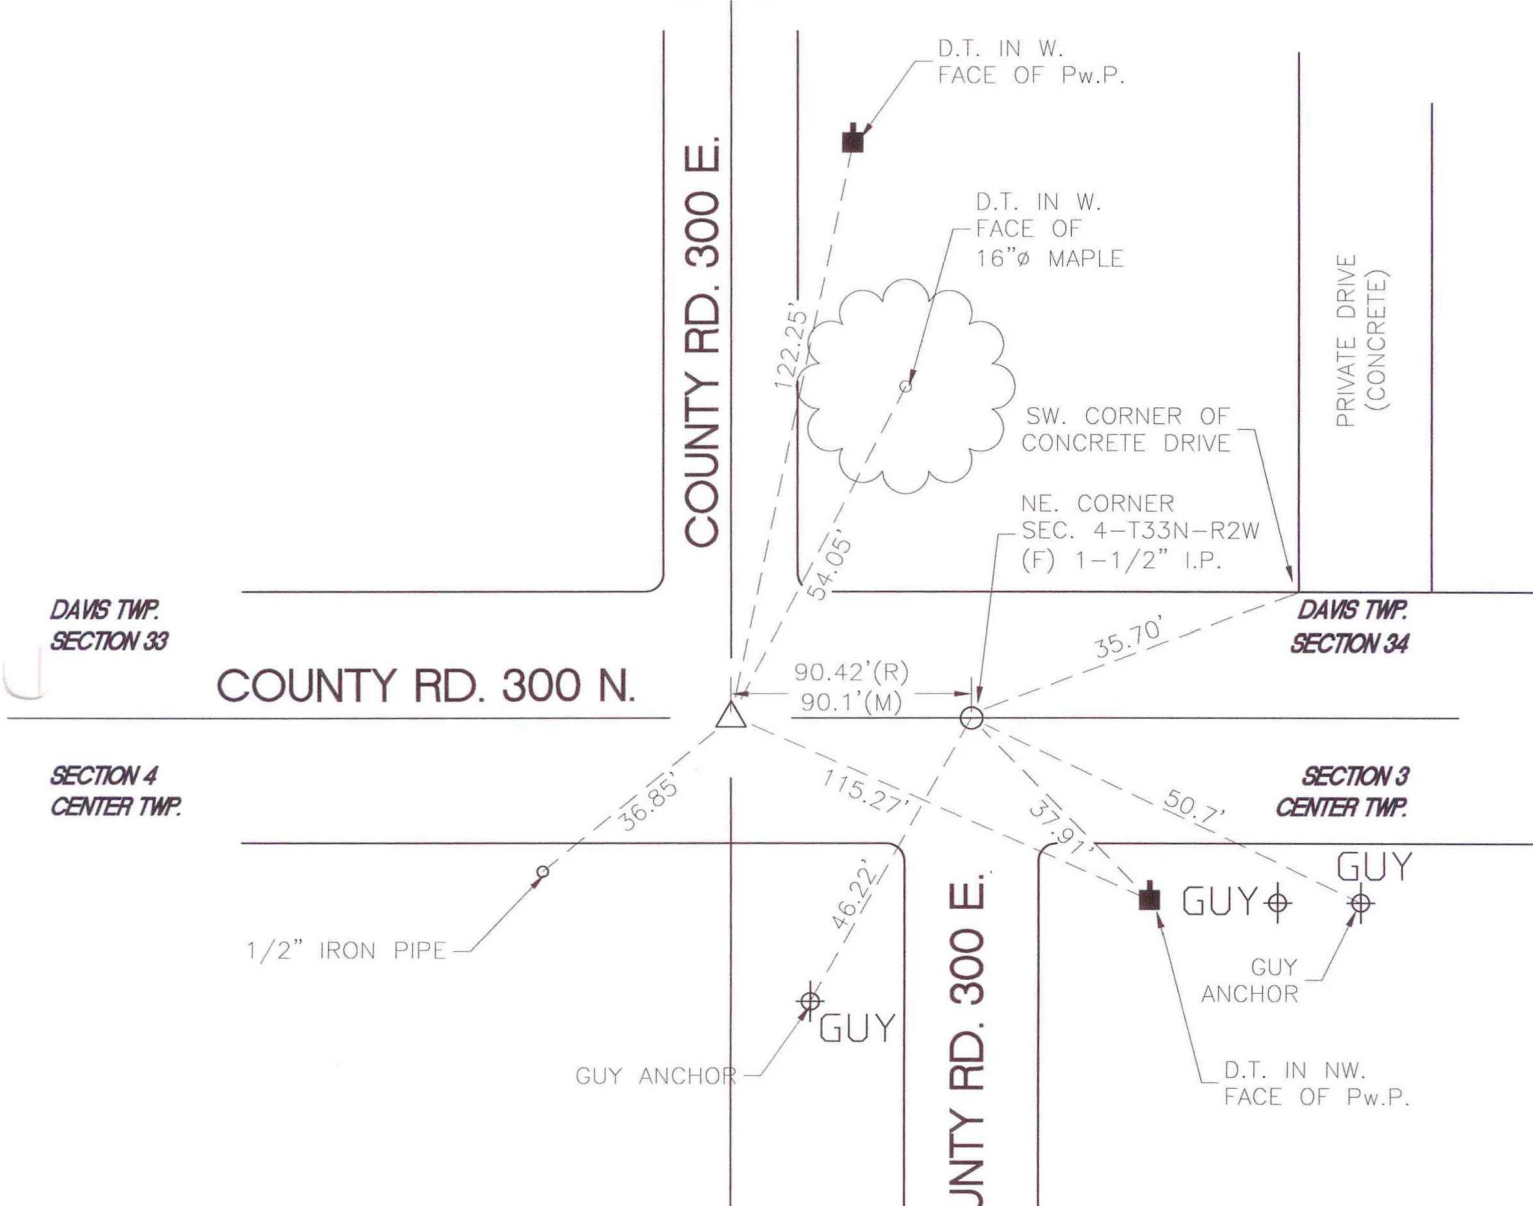 D.T. IN W.
FACE OF Pw.P.
COUNTY RD. 300 E.
D.T. IN W.
FACE OF
16"ø MAPLE
122.25'
PRIVATE DRIVE
(CONCRETE)
SW. CORNER OF
CONCRETE DRIVE
NE. CORNER
SEC. 4-T33N-R2W
(F) 1-1/2" I.P.
54.05'
DAVIS TWP.
SECTION 33
DAVIS TWP.
SECTION 34
35.70'
COUNTY RD. 300 N.
90.42'(R)
90.1'(M)
SECTION 4
CENTER TWP.
SECTION 3
CENTER TWP.
36.85'
115.27'
37.91'
50.7'
46.22'
GUY
GUY
1/2" IRON PIPE
GUY
ANCHOR
GUY
GUY ANCHOR
UNTY RD. 300 E.
D.T. IN NW.
FACE OF Pw.P.